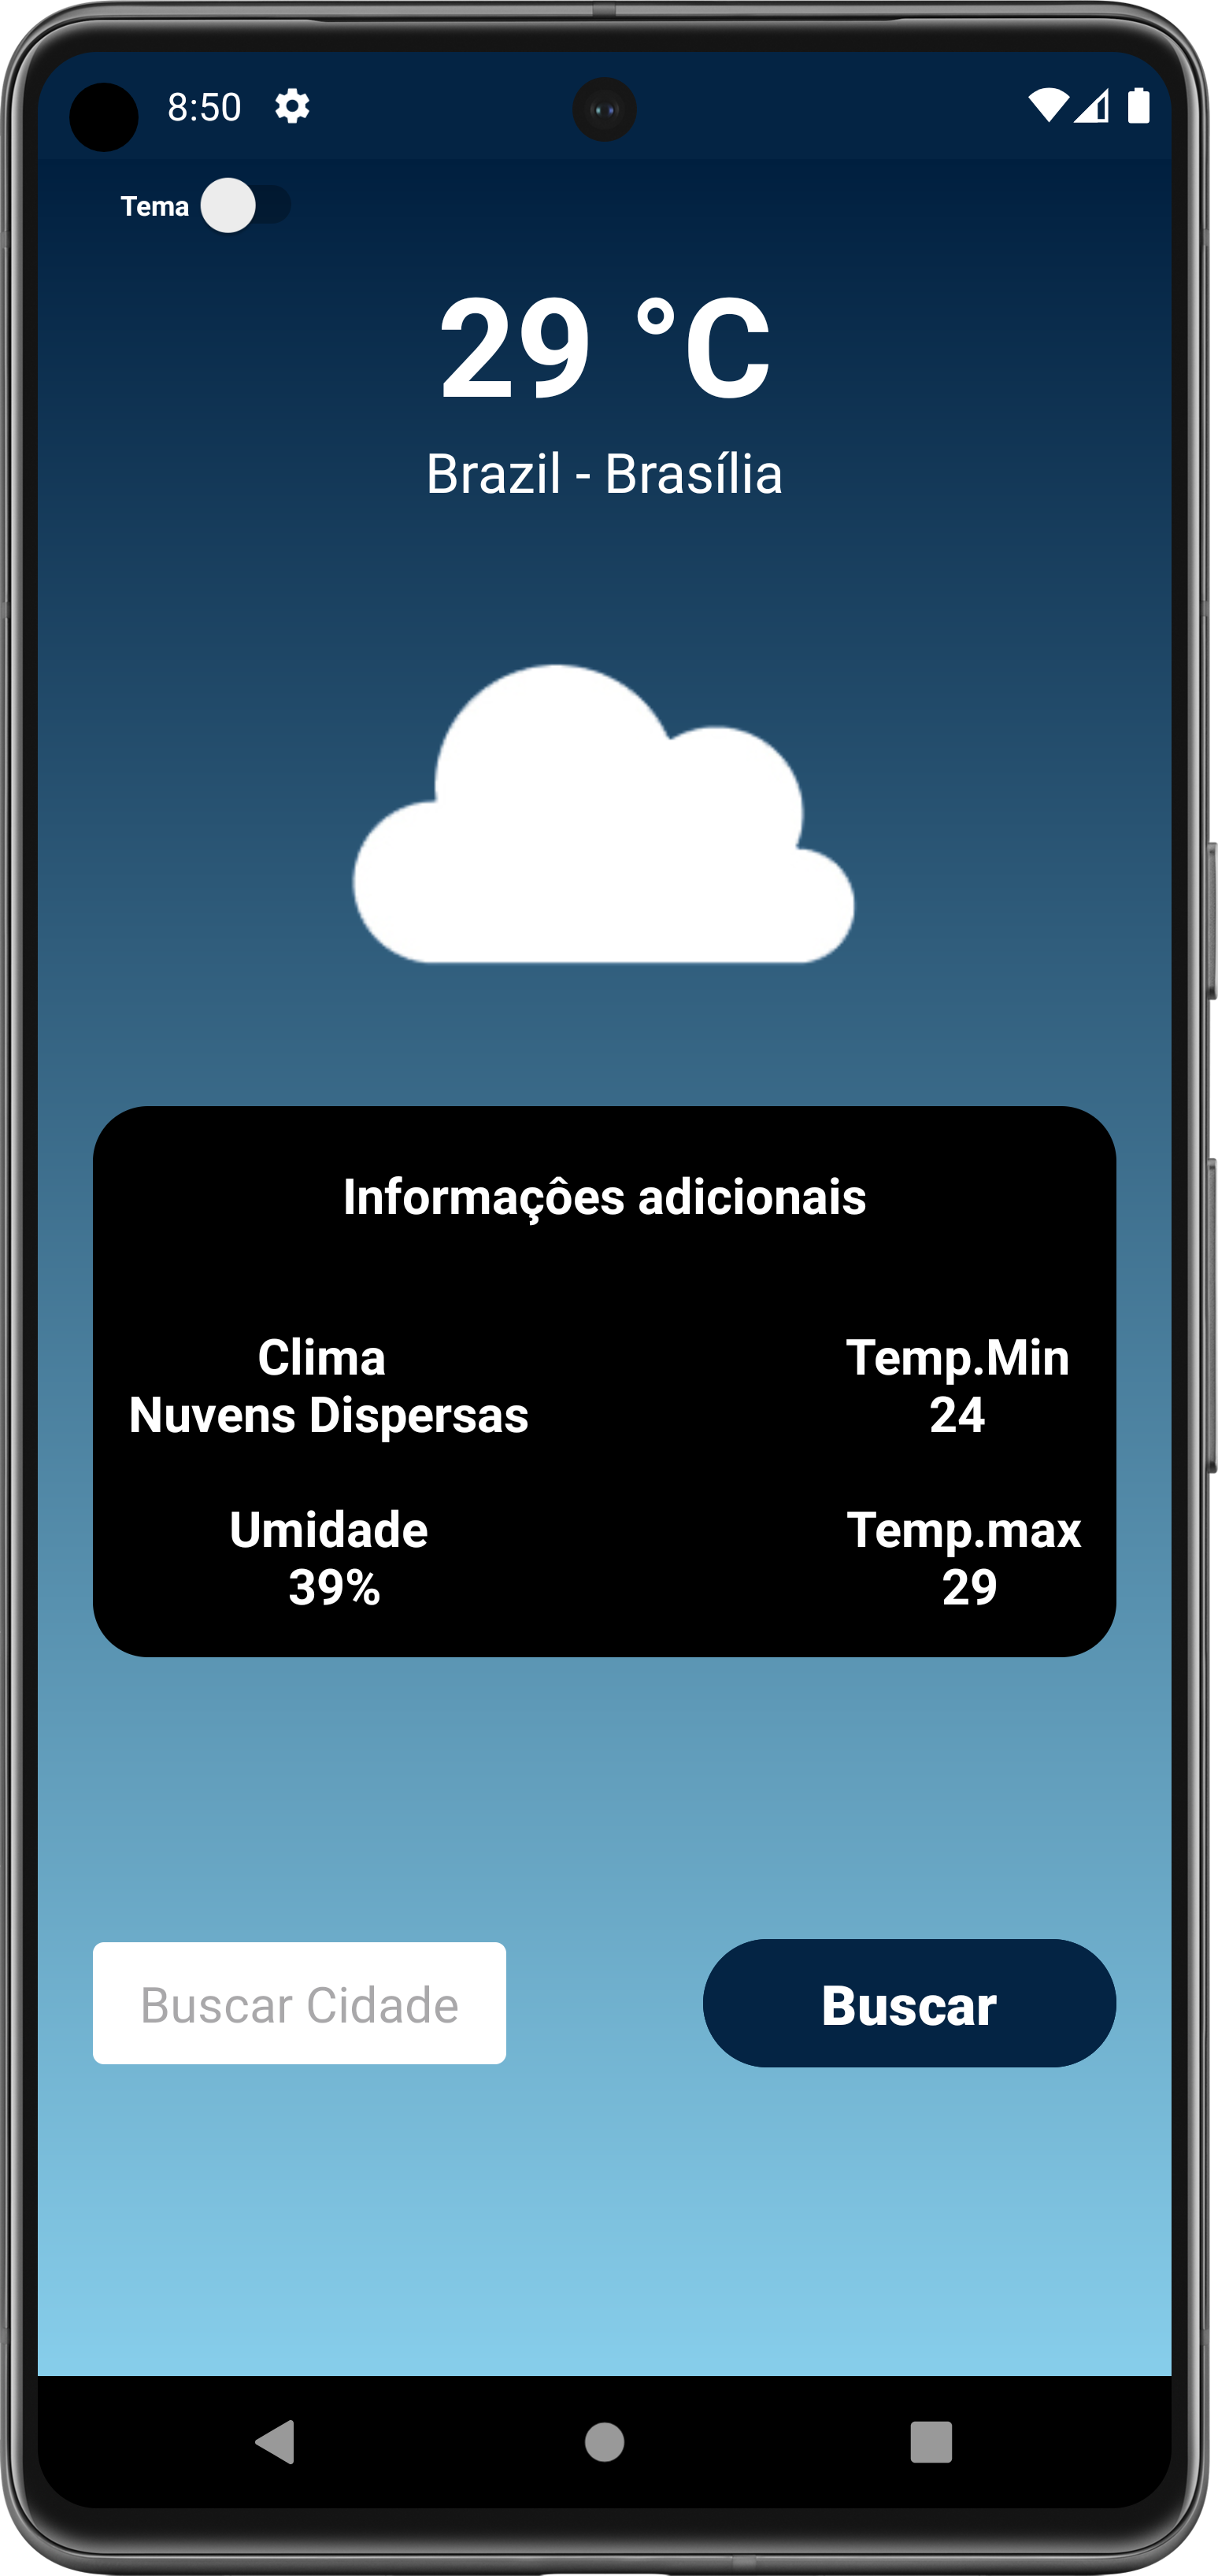 8:50
Tema
29 °C
Brazil - Brasília
Informaçôes adicionais
Clima
Nuvens Dispersas
Temp.Min
24
Umidade
39%
Temp.max
29
Buscar Cidade
Buscar